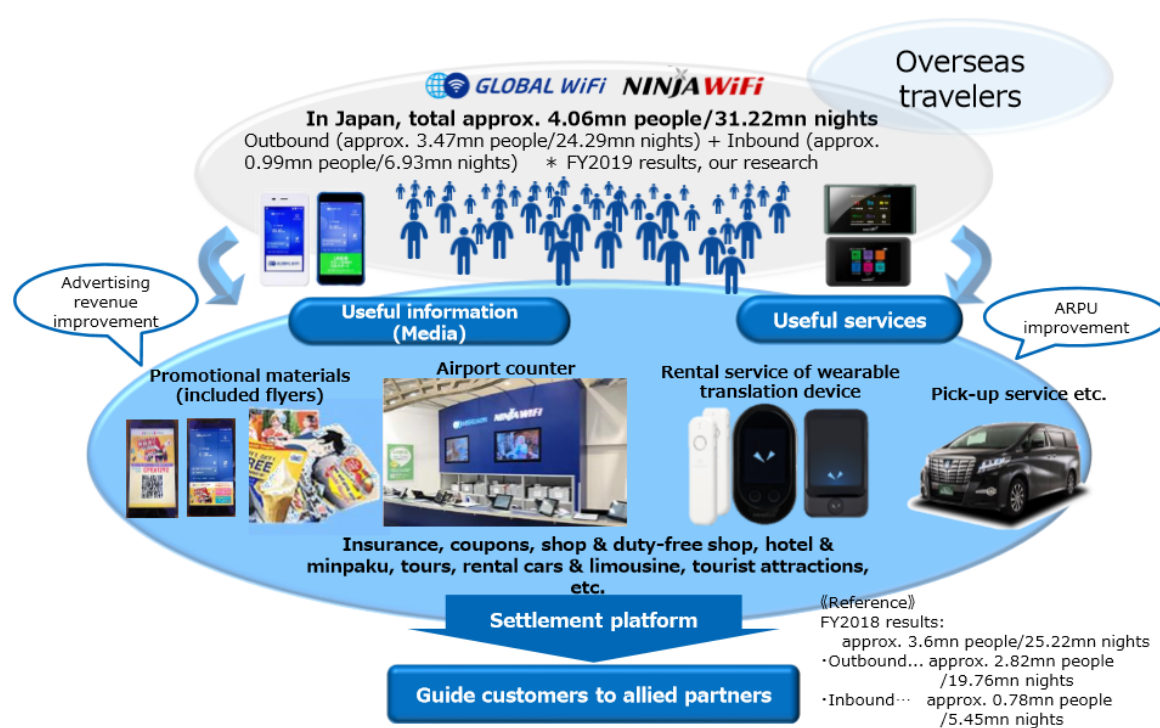 Overseas
travelers
GLOBAL WiFi NINJA WiFi
In Japan, total approx. 4.06mn people/31.22mn nights
Outbound (approx. 3.47mn people/24.29mn nights) + Inbound (approx.
0.99mn people/6.93mn nights) * FY2019 results, our research
Advertising
revenue
improvement
Useful information
(Media)
Useful services
ARPU
improvement
Promotional materials
(included flyers)
Airport counter
NINJA WiFi
Rental service of wearable
translation device
Pick-up service etc.
Insurance, coupons, shop & duty-free shop, hotel &
minpaku, tours, rental cars & limousine, tourist attractions,
etc.
Settlement platform
Guide customers to allied partners
⟪Reference⟫
FY2018 results:
approx. 3.6mn people/25.22mn nights
・Outbound... approx. 2.82mn people
/19.76mn nights
・Inbound… approx. 0.78mn people
/5.45mn nights